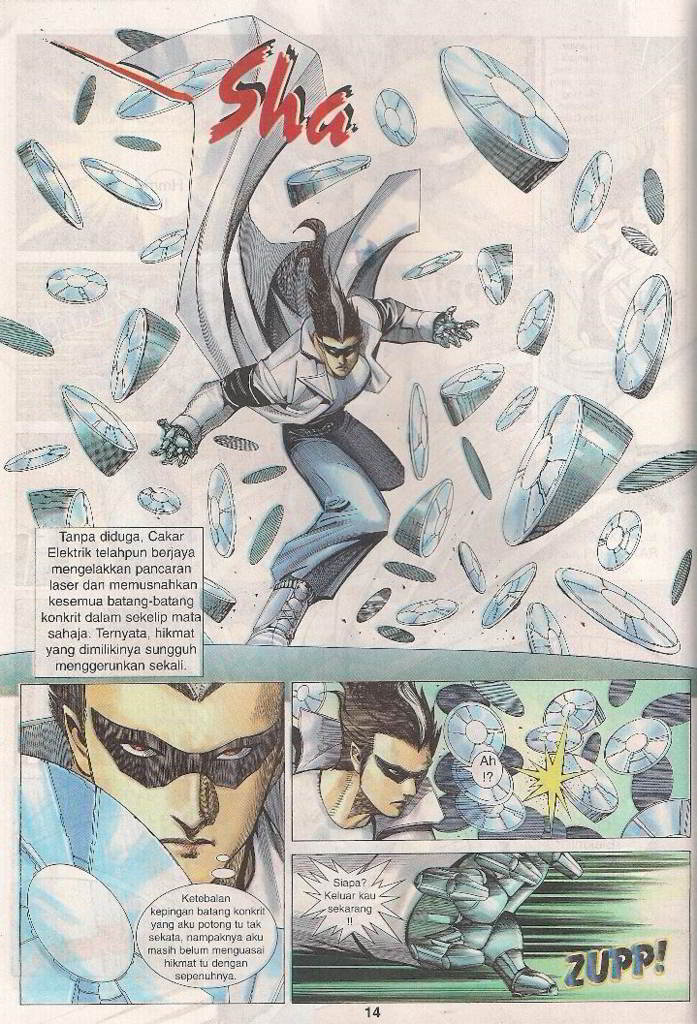 Sha
Tanpa diduga, Cakar
Elektrik telahpun berjaya
mengelakkan pancaran
laser dan memusnahkan
kesemua batang-batang
konkrit dalam sekelip mata
sahaja. Ternyata, hikmat
yang dimilikinya sungguh
menggerunkan sekali.
Ketebalan
kepingan batang konkrit
yang aku potong tu tak
sekata, nampaknya aku
masih belum menguasai
hikmat tu dengan
sepenuhnya.
Ah
!?
Siapa?
Keluar kau
sekarang
!!
ZUPP!
14